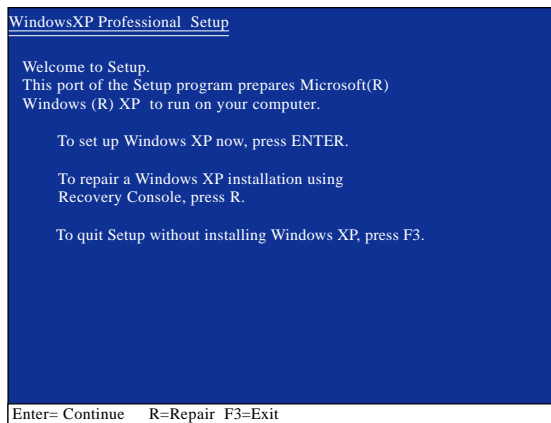 WindowsXP Professional  Setup
Welcome to Setup.
This port of the Setup program prepares Microsoft(R)
Windows (R) XP  to run on your computer.
To set up Windows XP now, press ENTER.
To repair a Windows XP installation using
Recovery Console, press R.
To quit Setup without installing Windows XP, press F3.
Enter= Continue    R=Repair  F3=Exit